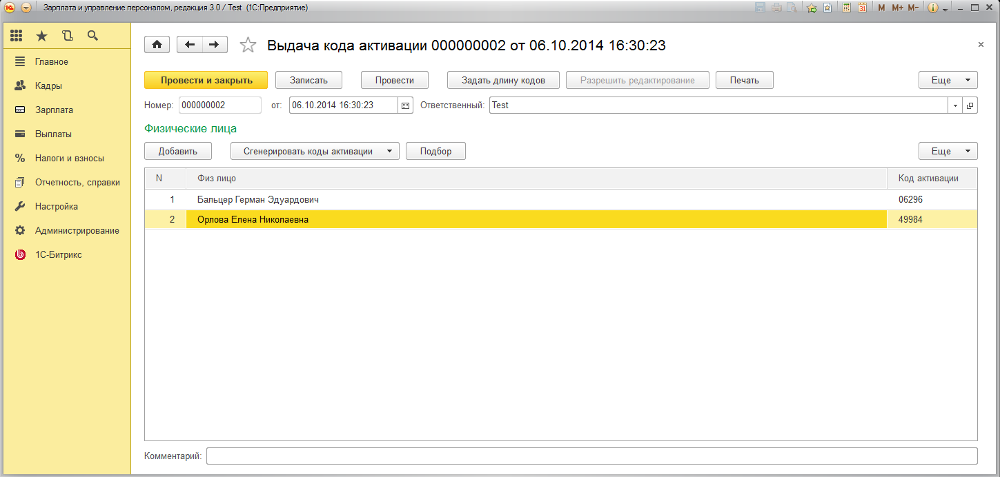 Зарплата и управление персоналом, редакция 3.0 / Test (1С:Предприятие)
M M+ M-
Главное
Кадры
Зарплата
Выплаты
Налоги и взносы
Отчетность, справки
Настройка
Администрирование
1С-Битрикс
Выдача кода активации 000000002 от 06.10.2014 16:30:23
Провести и закрыть Записать Провести Задать длину кодов Разрешить редактирование Печать Еще
Номер: 000000002 от: 06.10.2014 16:30:23 Ответственный: Test
Физические лица
Добавить Сгенерировать коды активации Подбор Еще
N Физ лицо Код активации
1 Бальцер Герман Эдуардович 06296
2 Орлова Елена Николаевна 49984
Комментарий: